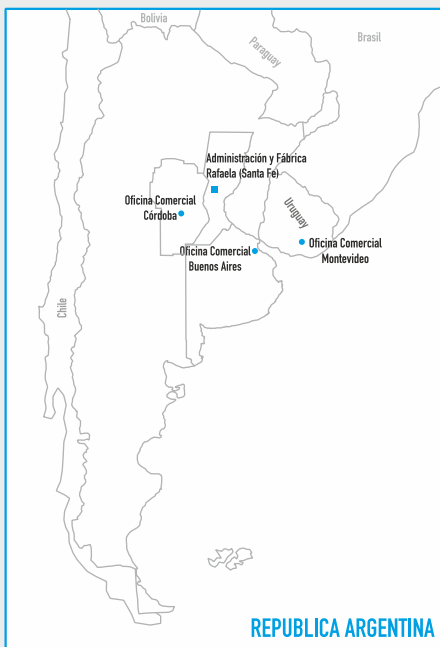 Bolivia
Brasil
Paraguay
Administración y Fábrica
Rafaela (Santa Fe)
Oficina Comercial
Córdoba
Uruguay
Oficina Comercial
Montevideo
Oficina Comercial
Buenos Aires
Chile
REPUBLICA ARGENTINA